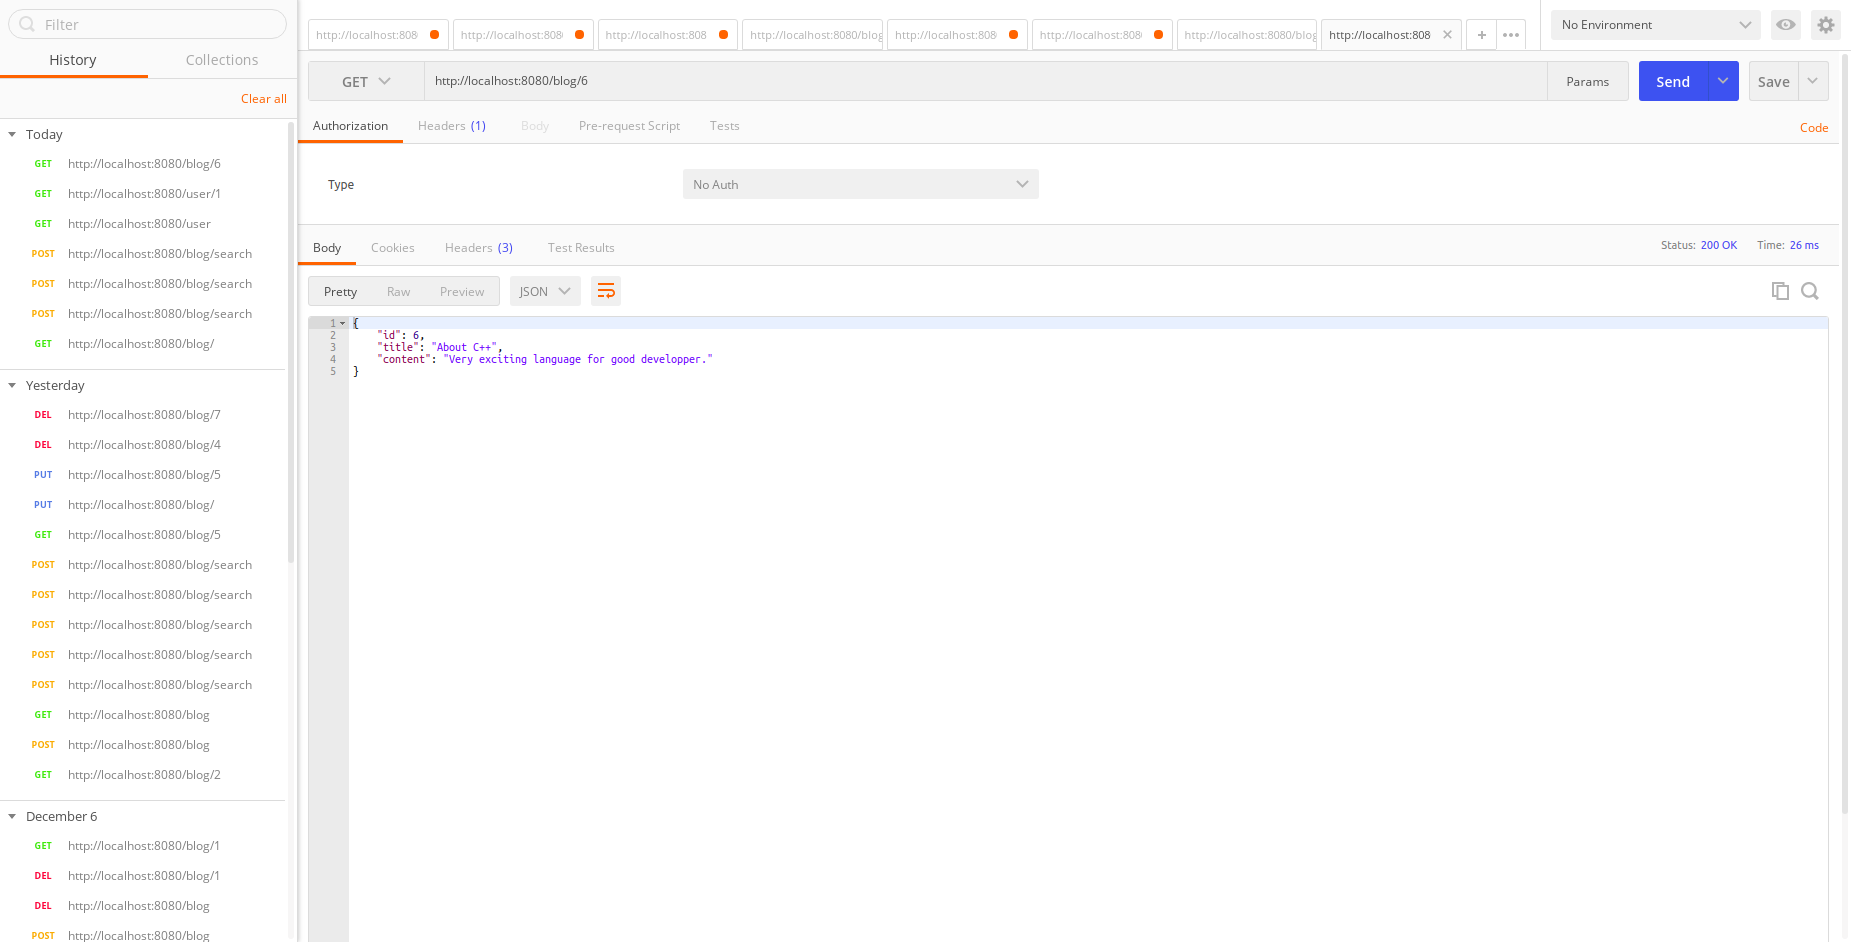 Filter
History Collections
Clear all
Today
GET http://localhost:8080/blog/6
GET http://localhost:8080/user/1
GET http://localhost:8080/user
POST http://localhost:8080/blog/search
POST http://localhost:8080/blog/search
POST http://localhost:8080/blog/search
GET http://localhost:8080/blog/
Yesterday
DEL http://localhost:8080/blog/7
DEL http://localhost:8080/blog/4
PUT http://localhost:8080/blog/5
PUT http://localhost:8080/blog/
GET http://localhost:8080/blog/5
POST http://localhost:8080/blog/search
POST http://localhost:8080/blog/search
POST http://localhost:8080/blog/search
POST http://localhost:8080/blog/search
POST http://localhost:8080/blog/search
GET http://localhost:8080/blog
POST http://localhost:8080/blog
GET http://localhost:8080/blog/2
December 6
GET http://localhost:8080/blog/1
DEL http://localhost:8080/blog/1
DEL http://localhost:8080/blog
POST http://localhost:8080/blog
http://localhost:808 http://localhost:808 http://localhost:808 http://localhost:8080/blog http://localhost:808 http://localhost:808 http://localhost:8080/blog http://localhost:808 ✕ + •••
No Environment
GET http://localhost:8080/blog/6 Params Send Save
Authorization Headers (1) Body Pre-request Script Tests Code
Type No Auth
Body Cookies Headers (3) Test Results Status: 200 OK Time: 26 ms
Pretty Raw Preview JSON
1 {
2 "id": 6,
3 "title": "About C++",
4 "content": "Very exciting language for good developper."
5 }